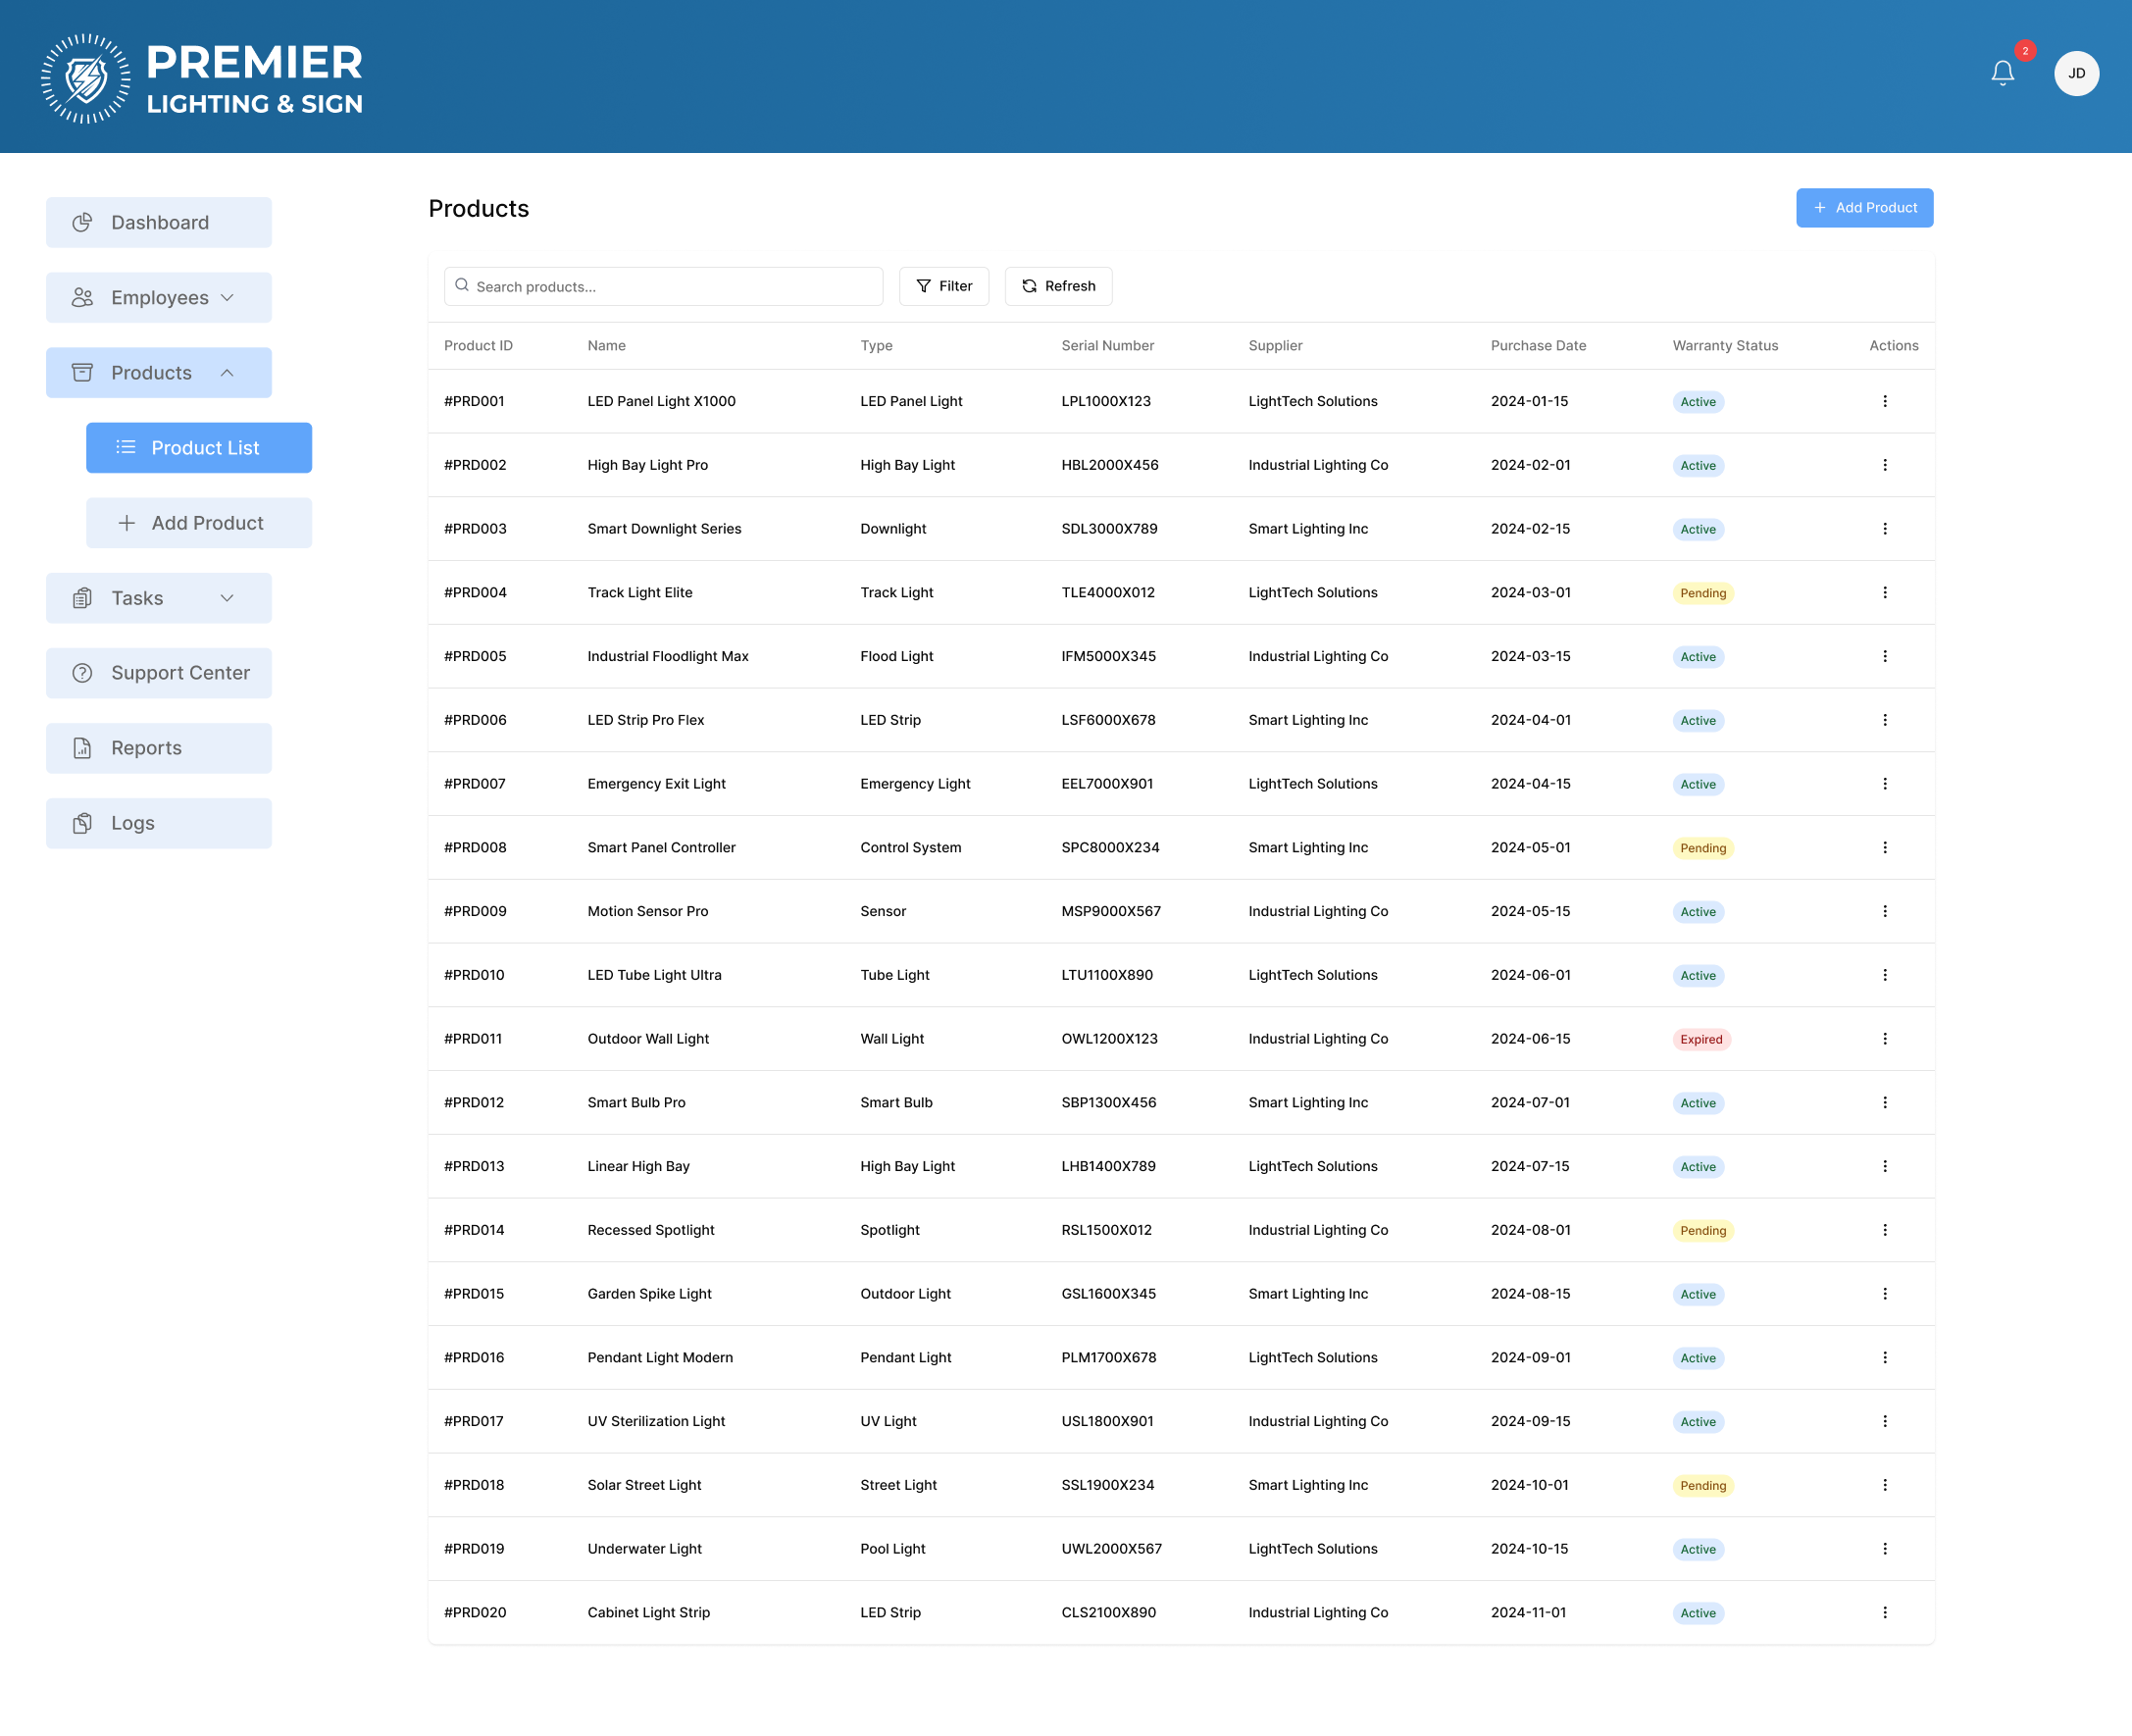 PREMIER
LIGHTING & SIGN
2
JD
Dashboard
Employees
Products
Product List
Add Product
Tasks
Support Center
Reports
Logs
Products
Add Product
Search products...
Filter
Refresh
Product ID Name Type Serial Number Supplier Purchase Date Warranty Status Actions
#PRD001 LED Panel Light X1000 LED Panel Light LPL1000X123 LightTech Solutions 2024-01-15 Active
#PRD002 High Bay Light Pro High Bay Light HBL2000X456 Industrial Lighting Co 2024-02-01 Active
#PRD003 Smart Downlight Series Downlight SDL3000X789 Smart Lighting Inc 2024-02-15 Active
#PRD004 Track Light Elite Track Light TLE4000X012 LightTech Solutions 2024-03-01 Pending
#PRD005 Industrial Floodlight Max Flood Light IFM5000X345 Industrial Lighting Co 2024-03-15 Active
#PRD006 LED Strip Pro Flex LED Strip LSF6000X678 Smart Lighting Inc 2024-04-01 Active
#PRD007 Emergency Exit Light Emergency Light EEL7000X901 LightTech Solutions 2024-04-15 Active
#PRD008 Smart Panel Controller Control System SPC8000X234 Smart Lighting Inc 2024-05-01 Pending
#PRD009 Motion Sensor Pro Sensor MSP9000X567 Industrial Lighting Co 2024-05-15 Active
#PRD010 LED Tube Light Ultra Tube Light LTU1100X890 LightTech Solutions 2024-06-01 Active
#PRD011 Outdoor Wall Light Wall Light OWL1200X123 Industrial Lighting Co 2024-06-15 Expired
#PRD012 Smart Bulb Pro Smart Bulb SBP1300X456 Smart Lighting Inc 2024-07-01 Active
#PRD013 Linear High Bay High Bay Light LHB1400X789 LightTech Solutions 2024-07-15 Active
#PRD014 Recessed Spotlight Spotlight RSL1500X012 Industrial Lighting Co 2024-08-01 Pending
#PRD015 Garden Spike Light Outdoor Light GSL1600X345 Smart Lighting Inc 2024-08-15 Active
#PRD016 Pendant Light Modern Pendant Light PLM1700X678 LightTech Solutions 2024-09-01 Active
#PRD017 UV Sterilization Light UV Light USL1800X901 Industrial Lighting Co 2024-09-15 Active
#PRD018 Solar Street Light Street Light SSL1900X234 Smart Lighting Inc 2024-10-01 Pending
#PRD019 Underwater Light Pool Light UWL2000X567 LightTech Solutions 2024-10-15 Active
#PRD020 Cabinet Light Strip LED Strip CLS2100X890 Industrial Lighting Co 2024-11-01 Active